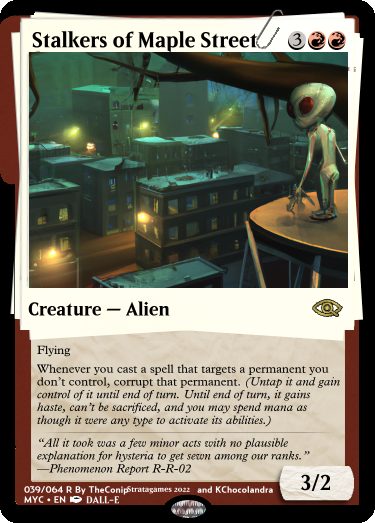 Stalkers of Maple Street 3
Creature — Alien
Flying
Whenever you cast a spell that targets a permanent you
don't control, corrupt that permanent. (Untap it and gain
control of it until end of turn. Until end of turn, it gains
haste, can't be sacrificed, and you may spend mana as
though it were any type to activate its abilities.)
"All it took was a few minor acts with no plausible
explanation for hysteria to get sewn among our ranks."
—Phenomenon Report R-R-02
3/2
039/064 R By TheConip Stratagames 2022 and KChocolandra
MYC • EN DALL-E